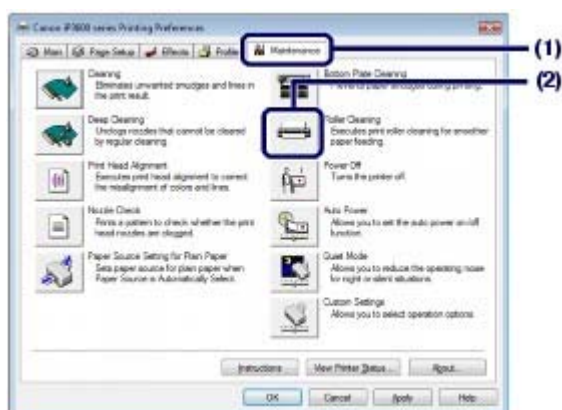 Canon iP3600 series Printing Preferences
Main Page Setup Effects Profile Maintenance
(1)
(2)
Cleaning
Eliminates unwanted smudges and lines in
the print result.
Deep Cleaning
Unclogs nozzles that cannot be cleared
by regular cleaning.
Print Head Alignment
Executes print head alignment to correct
the misalignment of colors and lines.
Nozzle Check
Prints a pattern to check whether the print
head nozzles are clogged.
Paper Source Setting for Plain Paper
Sets paper source for plain paper when
Paper Source is Automatically Select.
Bottom Plate Cleaning
paper smudges during printing.
Roller Cleaning
Executes print roller cleaning for smoother
paper feeding.
Power Off
Turns the printer off.
Auto Power
Allows you to set the auto power on/off
function.
Quiet Mode
Allows you to reduce the operating noise
for night or silent situations.
Custom Settings
Allows you to select operation options.
Instructions View Printer Status... About...
OK Cancel Apply Help